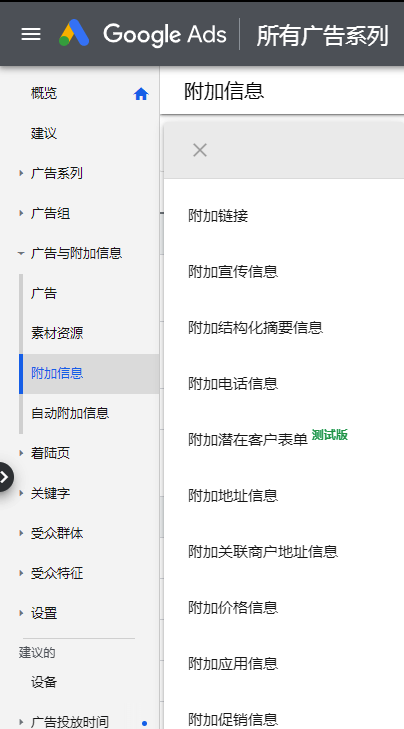 Google Ads
所有广告系列
概览
建议
广告系列
广告组
广告与附加信息
广告
素材资源
附加信息
自动附加信息
着陆页
关键字
受众群体
受众特征
设置
建议的
设备
广告投放时间
附加信息
附加链接
附加宣传信息
附加结构化摘要信息
附加电话信息
附加潜在客户表单 测试版
附加地址信息
附加关联商户地址信息
附加价格信息
附加应用信息
附加促销信息